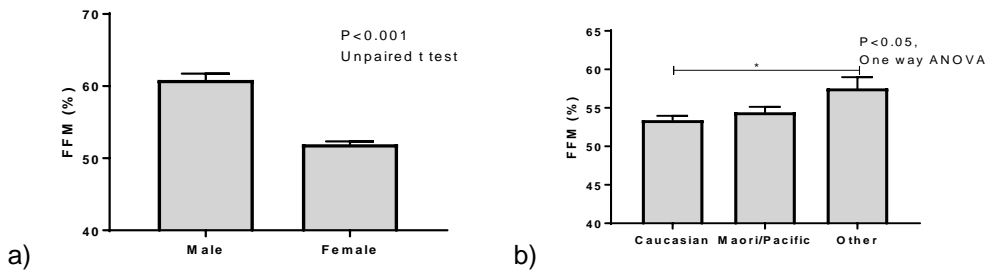 70
60
50
40
FFM (%)
P<0.001
Unpaired t test
Male Female
a)
65
60
55
50
45
40
FFM (%)
P<0.05,
One way ANOVA
*
Caucasian Maori/Pacific Other
b)